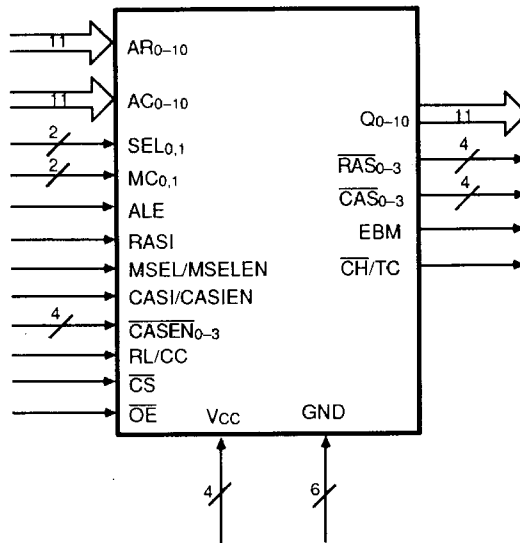 11
AR0–10
11
AC0–10
2
SEL0,1
2
MC0,1
ALE
RASI
MSEL/MSELEN
CASI/CASIEN
4
CASEN0–3
RL/CC
CS
OE
Q0–10
11
RAS0–3
4
CAS0–3
4
EBM
CH/TC
VCC
GND
4
6